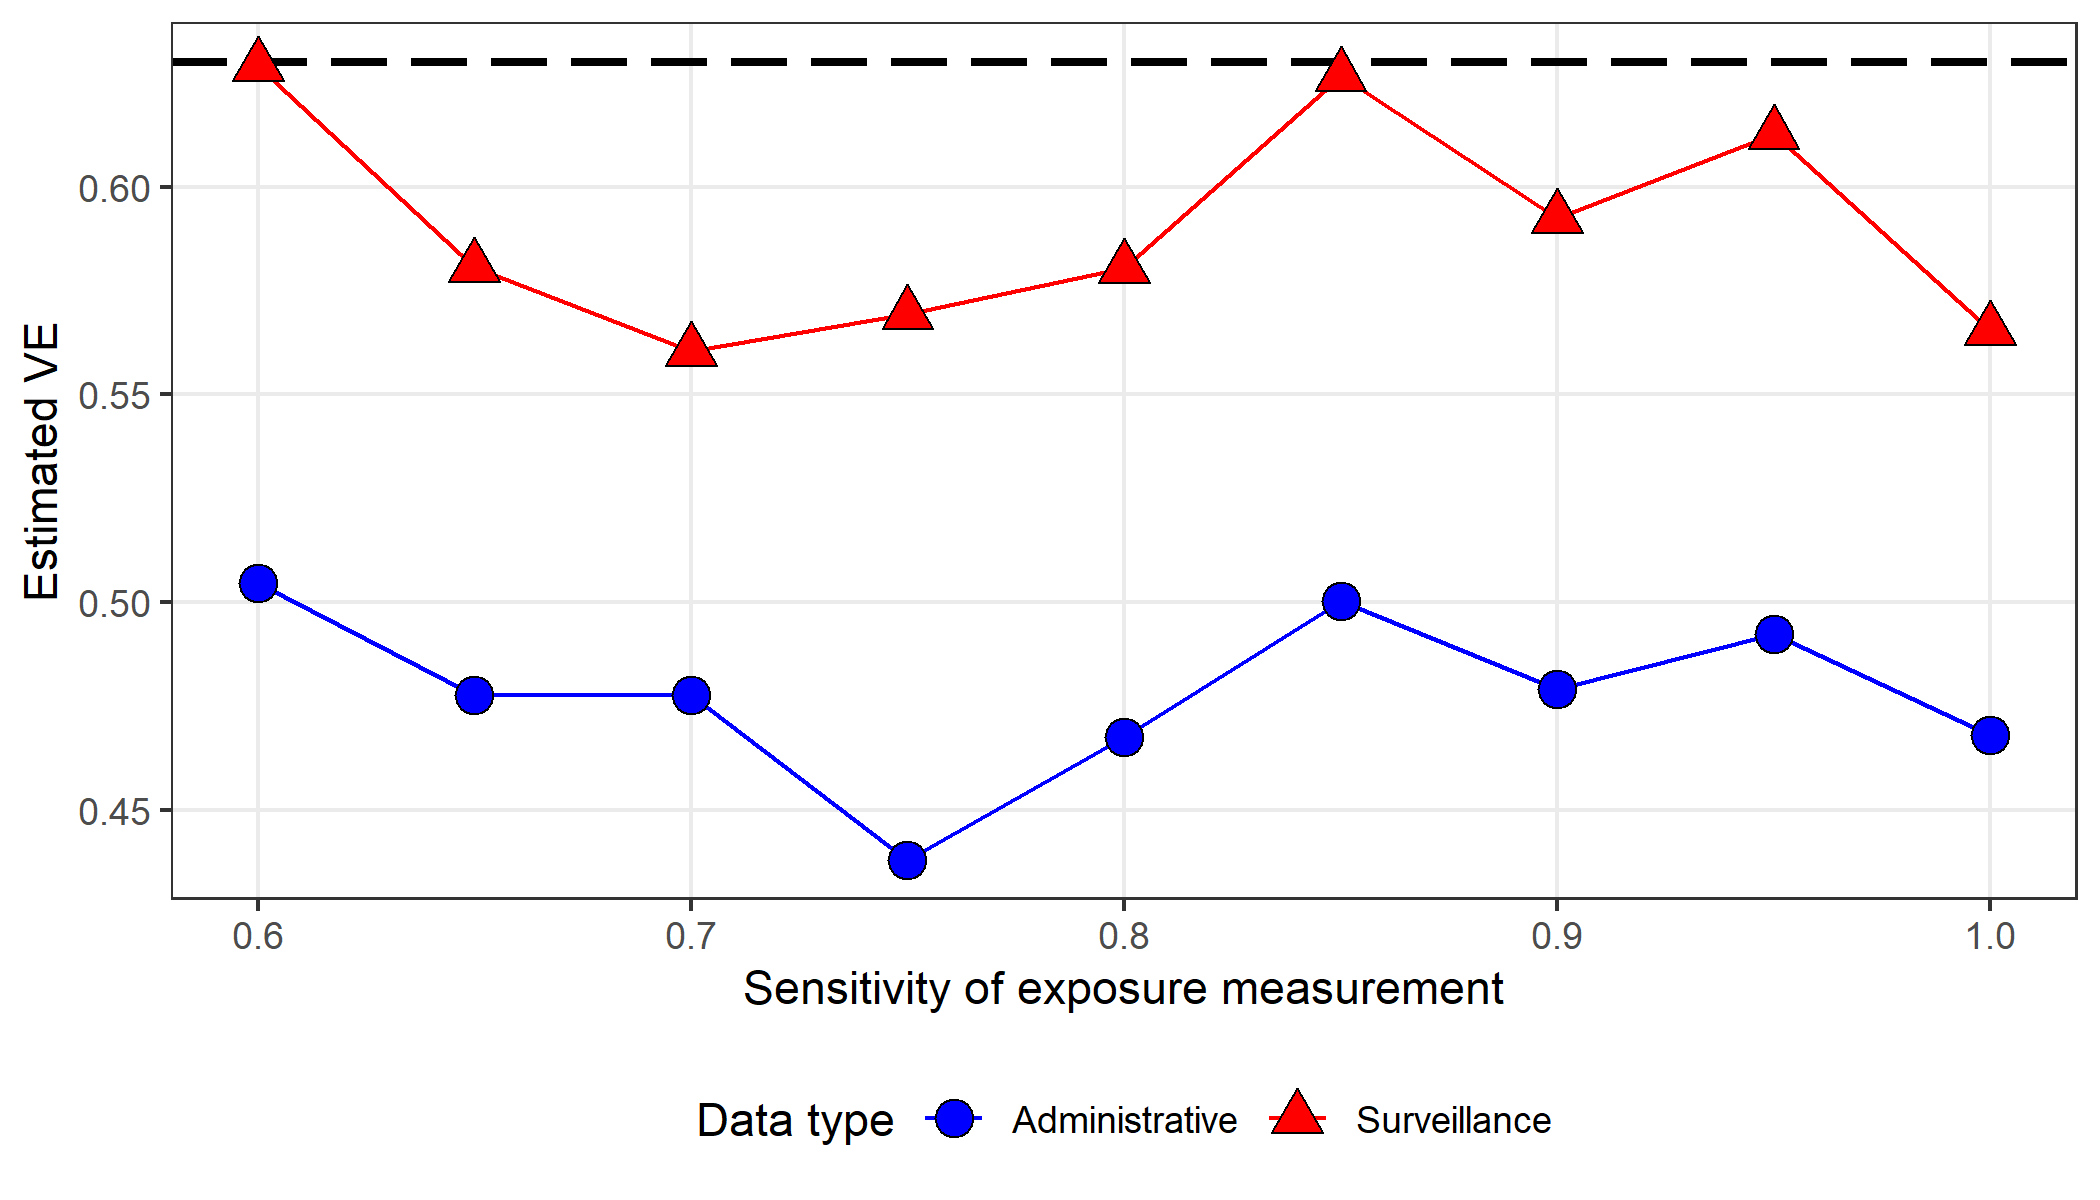 Estimated VE
0.60
0.55
0.50
0.45
0.6 0.7 0.8 0.9 1.0
Sensitivity of exposure measurement
Data type Administrative Surveillance